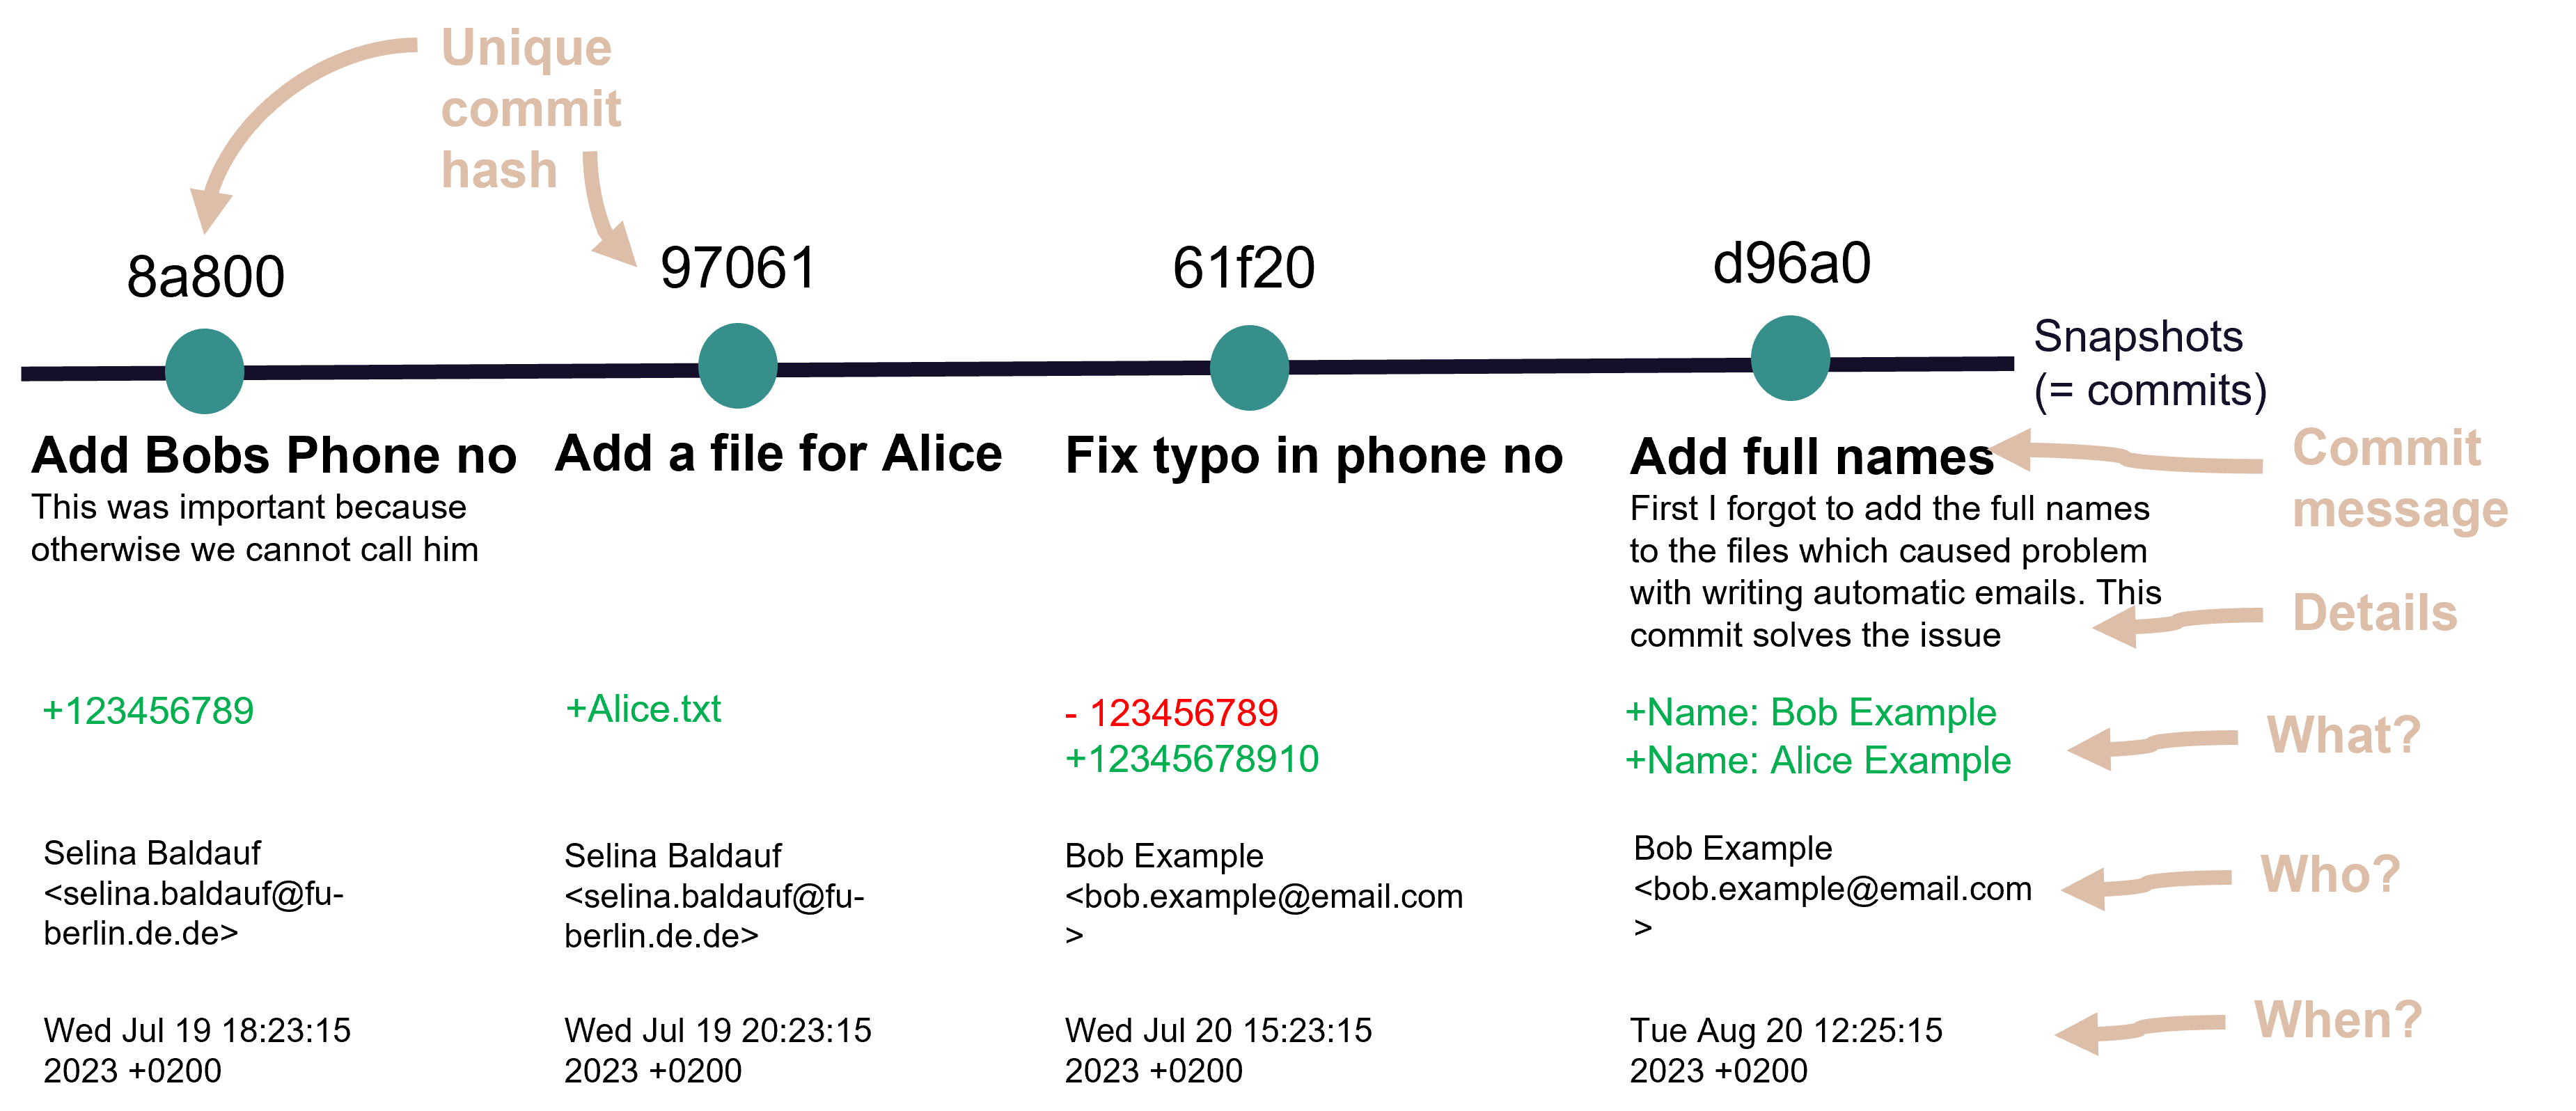 Unique
commit
hash
8a800
97061
61f20
d96a0
Snapshots
(= commits)
Add Bobs Phone no
This was important because
otherwise we cannot call him
Add a file for Alice
Fix typo in phone no
Add full names
First I forgot to add the full names
to the files which caused problem
with writing automatic emails. This
commit solves the issue
Commit
message
Details
+123456789
+Alice.txt
- 123456789
+12345678910
+Name: Bob Example
+Name: Alice Example
What?
Selina Baldauf
<selina.baldauf@fu-
berlin.de.de>
Selina Baldauf
<selina.baldauf@fu-
berlin.de.de>
Bob Example
<bob.example@email.com
>
Bob Example
<bob.example@email.com
>
Who?
Wed Jul 19 18:23:15
2023 +0200
Wed Jul 19 20:23:15
2023 +0200
Wed Jul 20 15:23:15
2023 +0200
Tue Aug 20 12:25:15
2023 +0200
When?